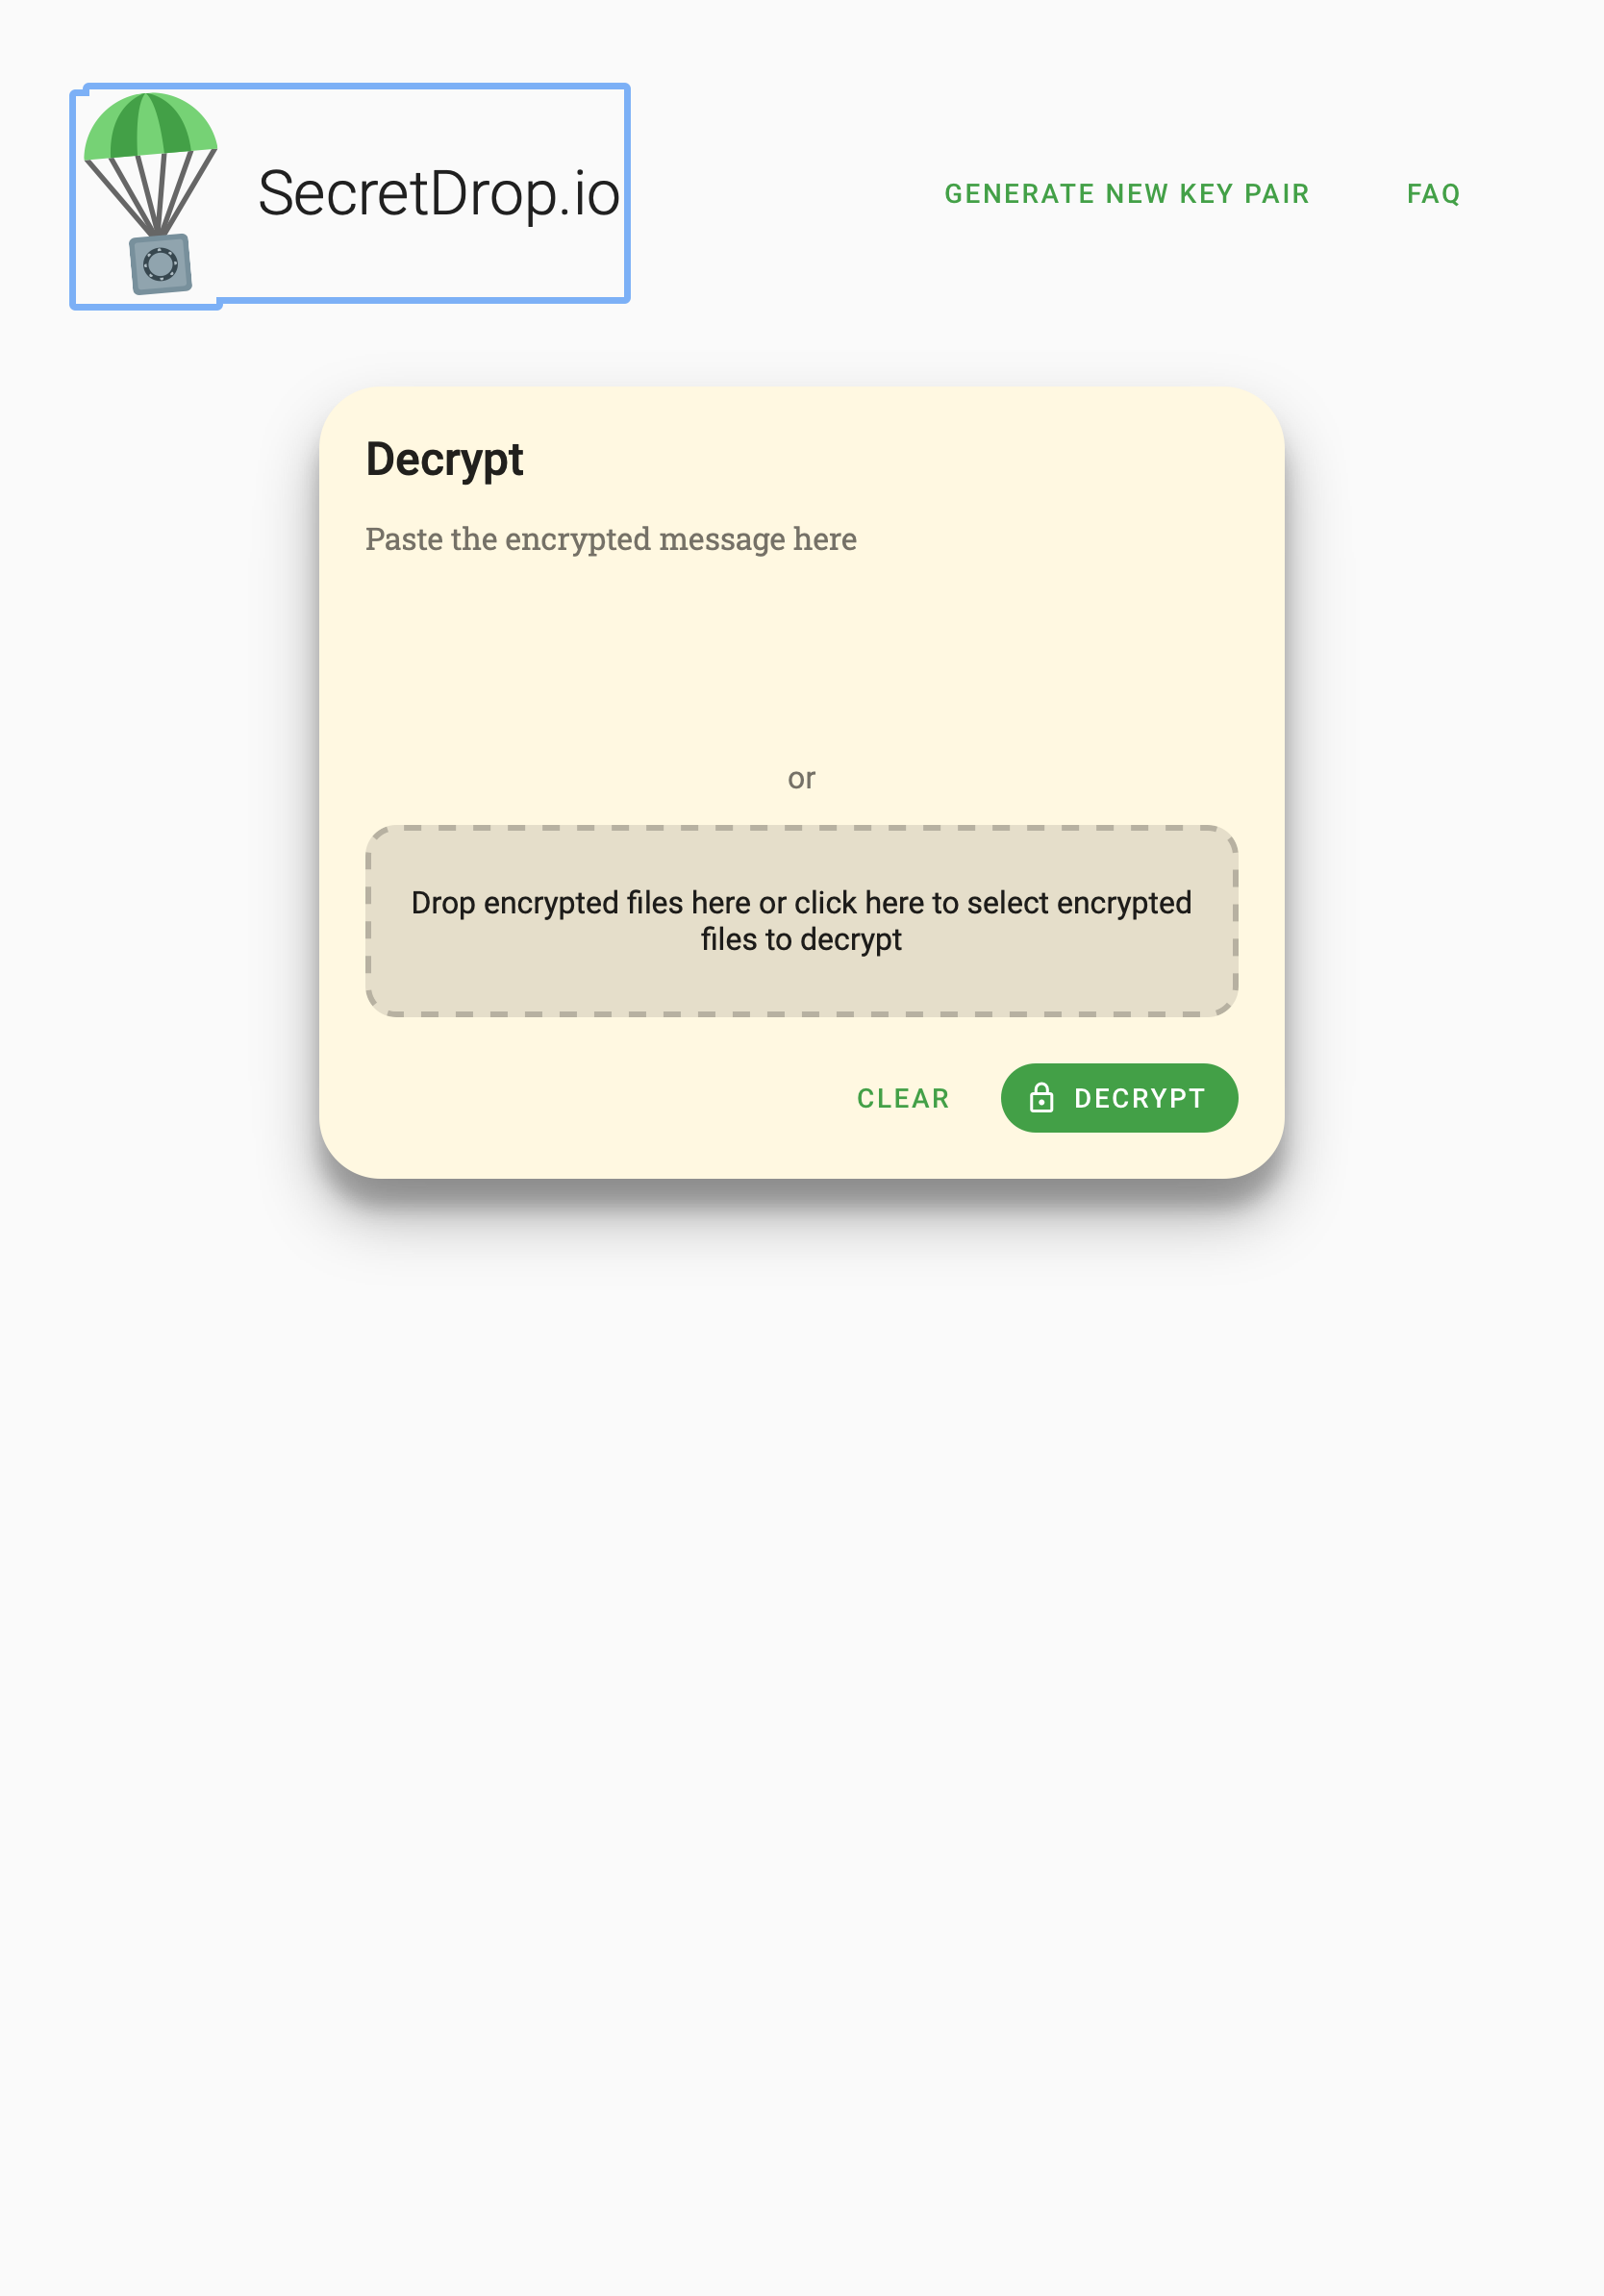 SecretDrop.io
GENERATE NEW KEY PAIR
FAQ
Decrypt
Paste the encrypted message here
or
Drop encrypted files here or click here to select encrypted
files to decrypt
CLEAR
DECRYPT